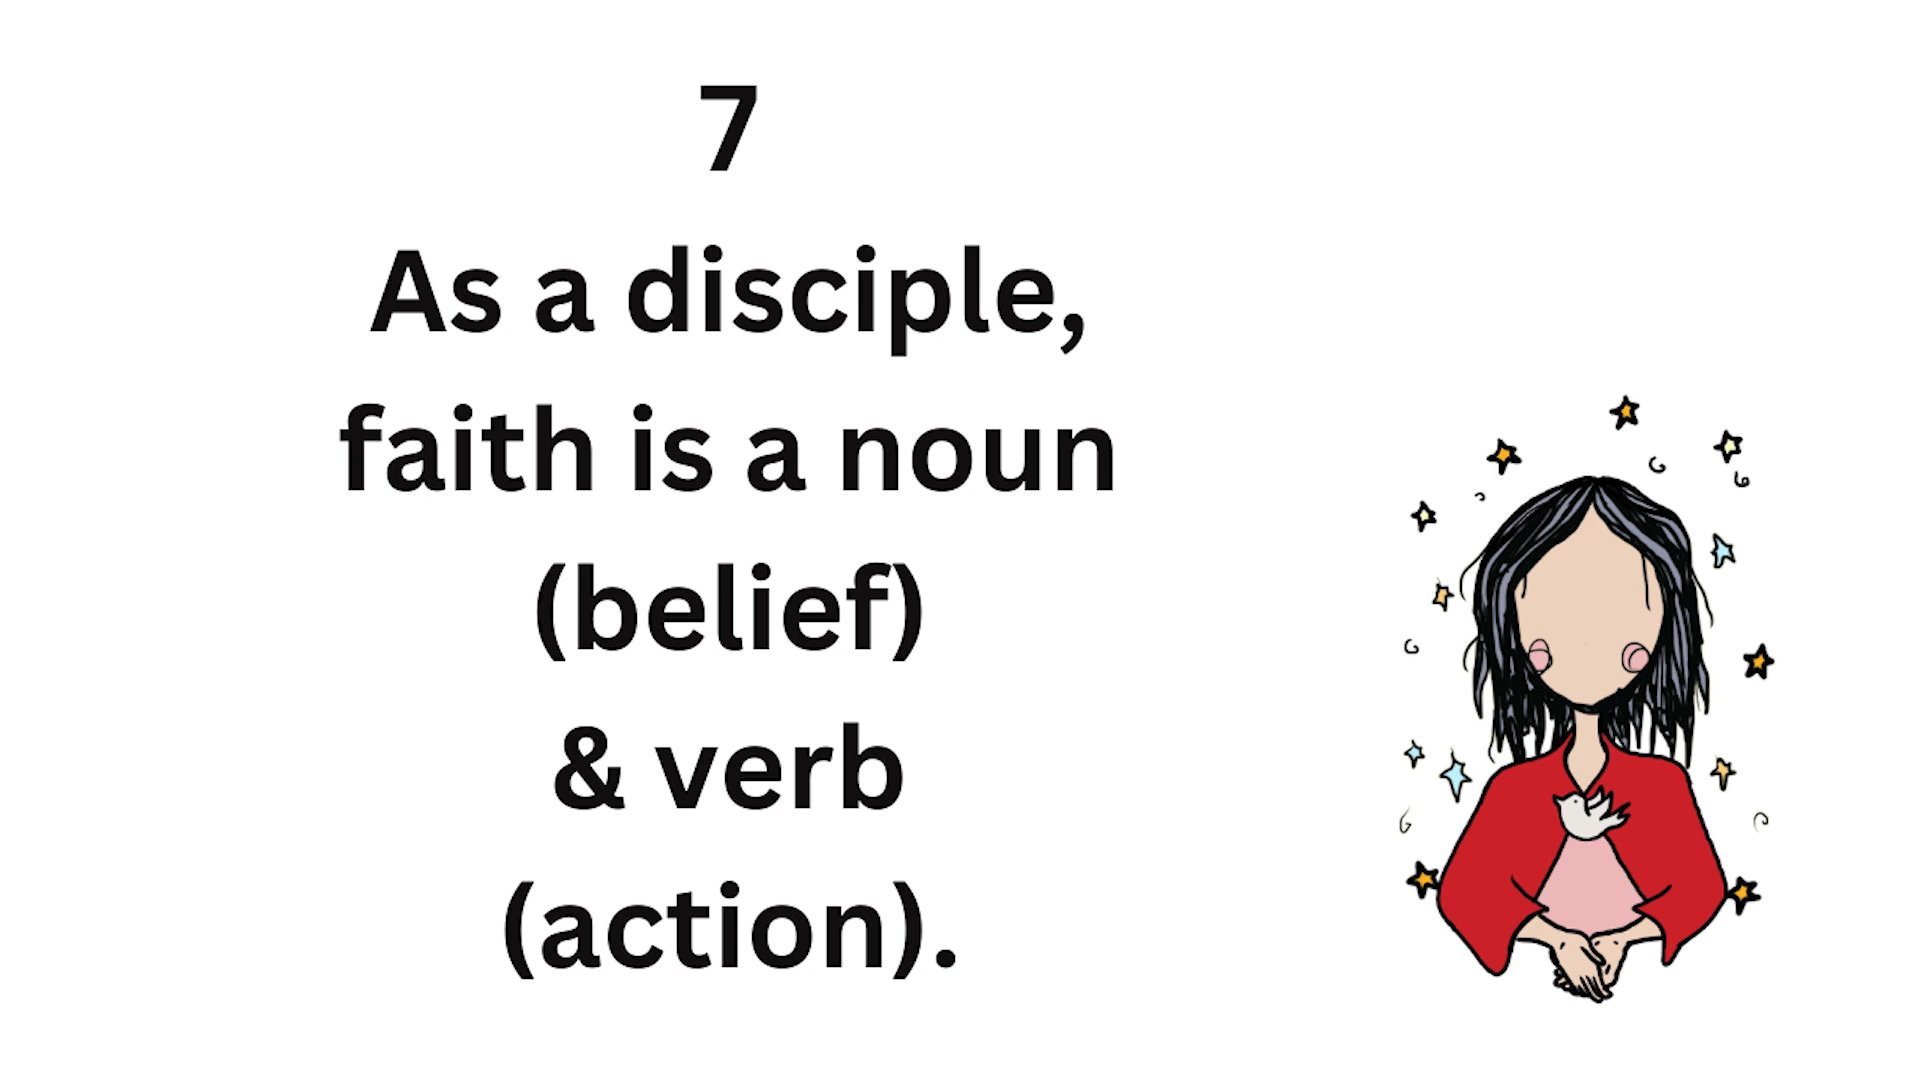 7
As a disciple,
faith is a noun
(belief)
& verb
(action).